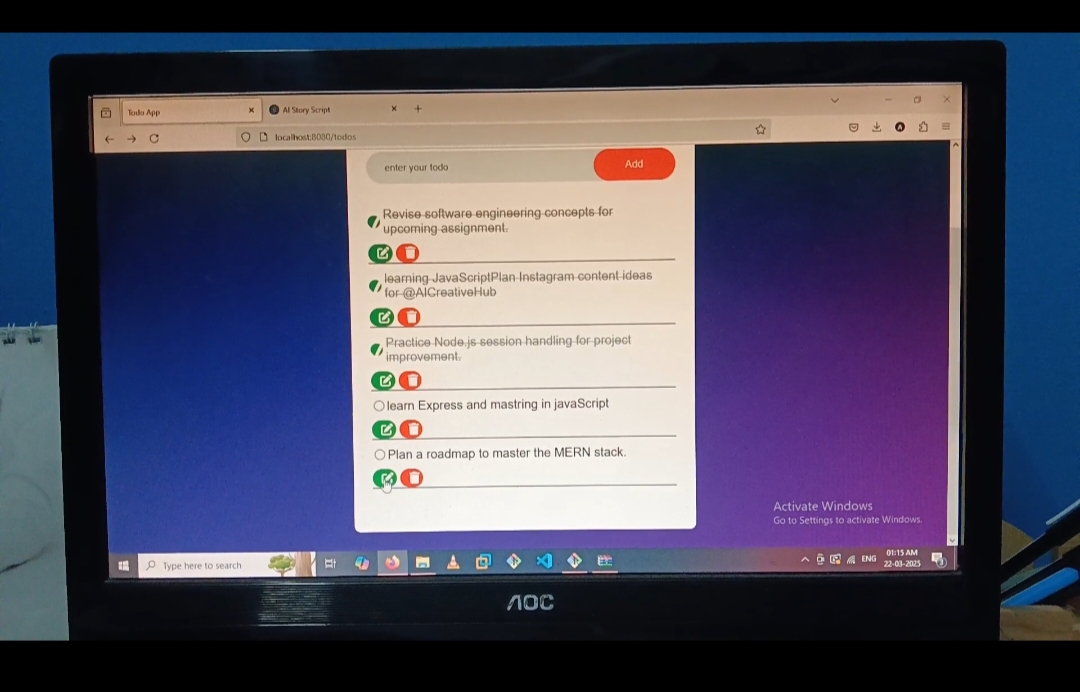 Todo App
AI Story Script
localhost:8080/todos
enter your todo
Add
Revise software engineering concepts for
upcoming assignment.
learning JavaScriptPlan Instagram content ideas
for @AICreativeHub
Practice Node.js session handling for project
improvement.
learn Express and mastring in javaScript
Plan a roadmap to master the MERN stack.
Activate Windows
Go to Settings to activate Windows.
Type here to search
ENG
01:15 AM
22-03-2025
AOC